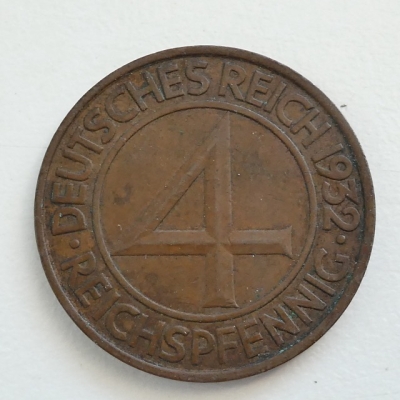 DEUTSCHES REICH 1932
4
REICHSPFENNIG